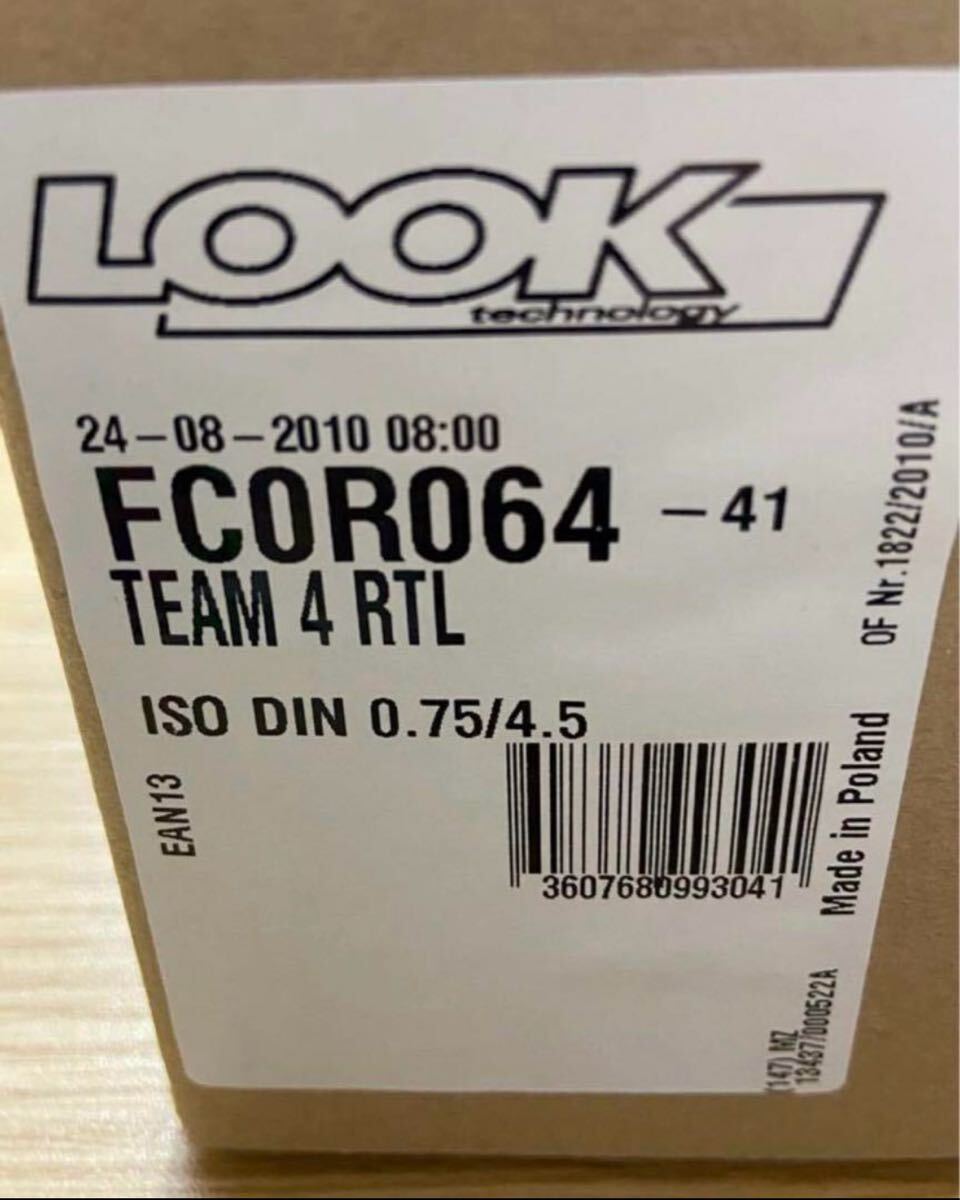 LOOK
technology
24-08-2010 08:00
FC0R064 -41
TEAM 4 RTL
ISO DIN 0.75/4.5
EAN13
3607680993041
Made in Poland
OF Nr.1822/2010/A
(147) MZ
13437/000522A